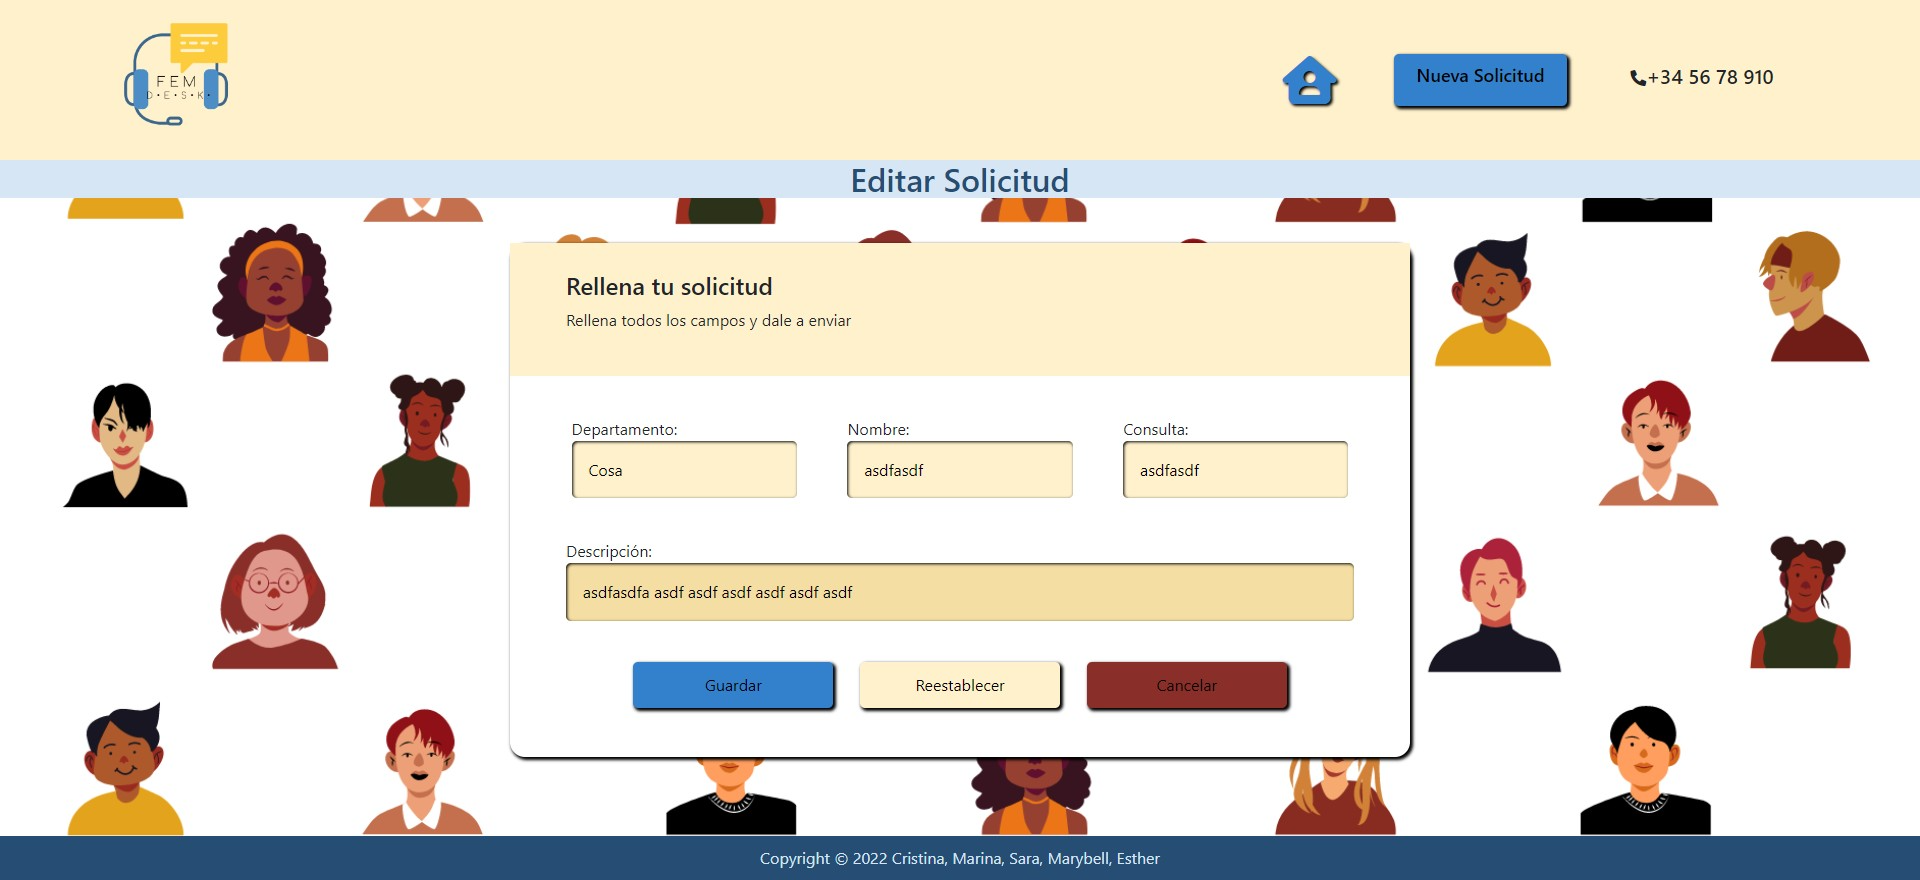 FEM
D·E·S·K·
Nueva Solicitud
+34 56 78 910
Editar Solicitud
Rellena tu solicitud
Rellena todos los campos y dale a enviar
Departamento:
Nombre:
Consulta:
Cosa
asdfasdf
asdfasdf
Descripción:
asdfasdfa asdf asdf asdf asdf asdf asdf
Guardar
Reestablecer
Cancelar
Copyright © 2022 Cristina, Marina, Sara, Marybell, Esther